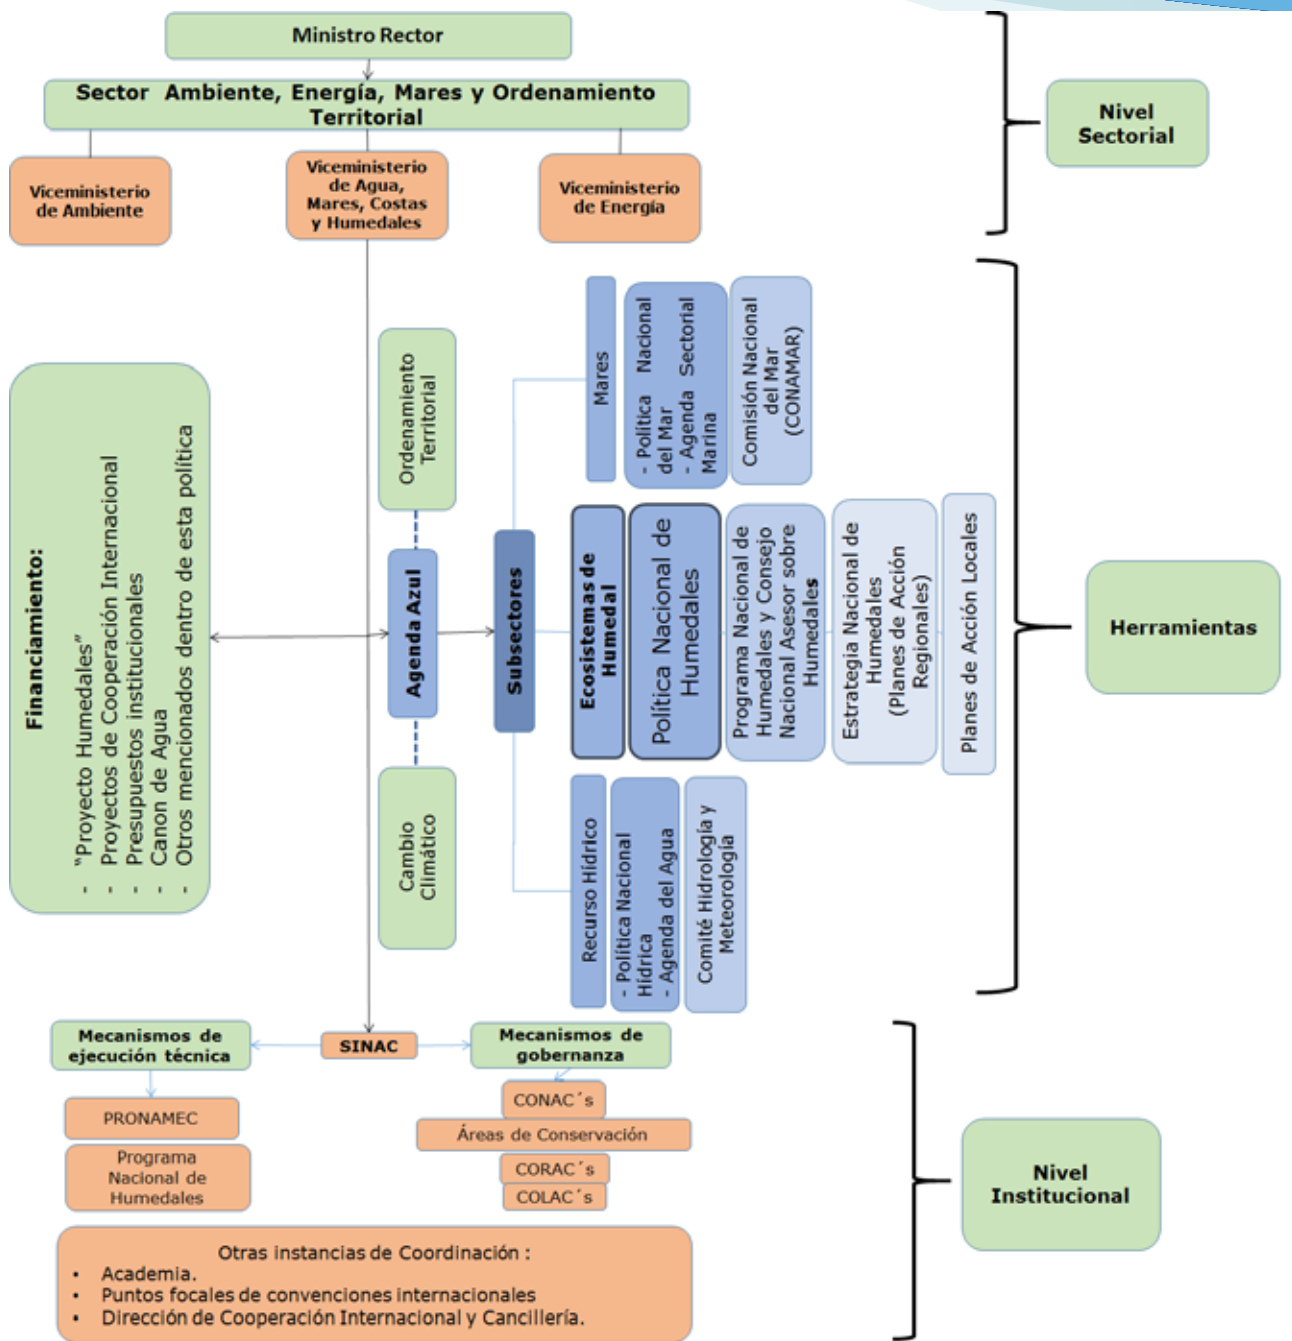 Ministro Rector
Sector Ambiente, Energía, Mares y Ordenamiento
Territorial
Viceministerio
de Ambiente
Viceministerio
de Agua,
Mares, Costas
y Humedales
Viceministerio
de Energía
Nivel
Sectorial
Financiamiento:
- "Proyecto Humedales"
- Proyectos de Cooperación Internacional
- Presupuestos institucionales
- Canon de Agua
- Otros mencionados dentro de esta política
Ordenamiento
Territorial
Agenda Azul
Cambio
Climático
Subsectores
Mares
- Política Nacional
del Mar
- Agenda Sectorial
Marina
Comisión Nacional
del Mar
(CONAMAR)
Ecosistemas de
Humedal
Política Nacional de
Humedales
Programa Nacional de
Humedales y Consejo
Nacional Asesor sobre
Humedales
Estrategia Nacional de
Humedales
(Planes de Acción
Regionales)
Planes de Acción Locales
Recurso Hídrico
- Política Nacional
Hídrica
- Agenda del Agua
Comité Hidrología y
Meteorología
Herramientas
Mecanismos de
ejecución técnica
SINAC
Mecanismos de
gobernanza
PRONAMEC
Programa
Nacional de
Humedales
CONAC´s
Áreas de Conservación
CORAC´s
COLAC´s
Nivel
Institucional
Otras instancias de Coordinación :
• Academia.
• Puntos focales de convenciones internacionales
• Dirección de Cooperación Internacional y Cancillería.